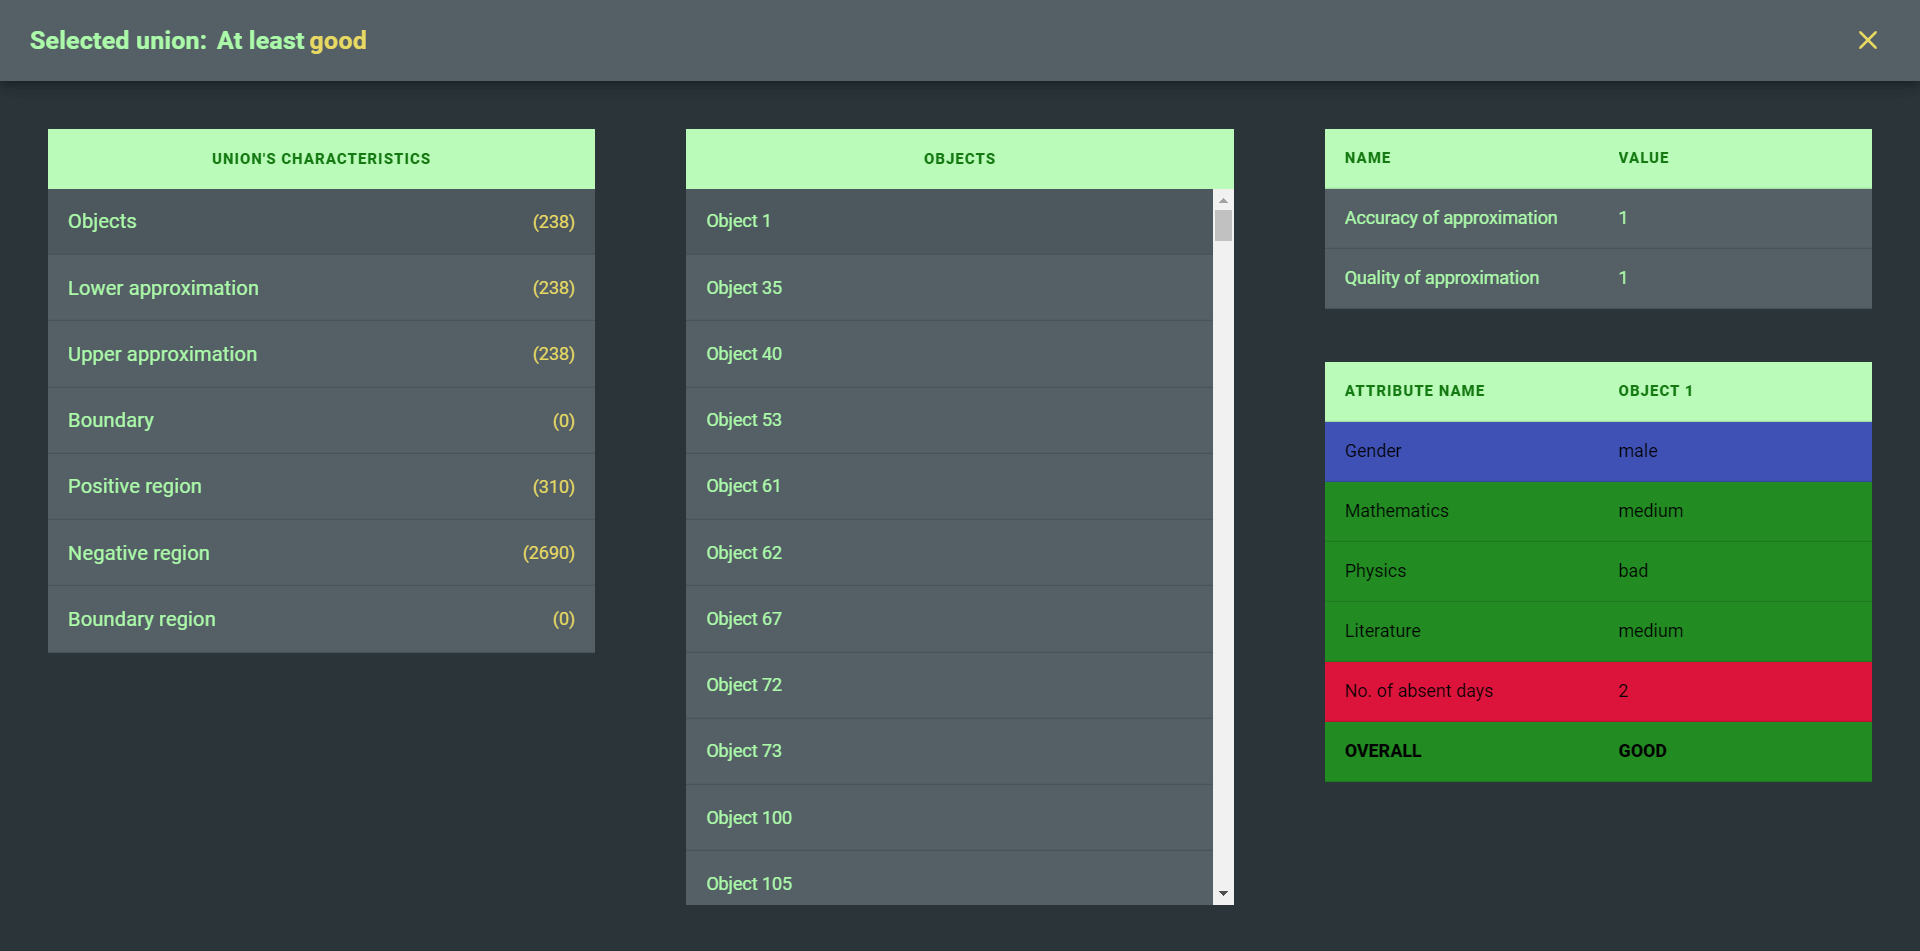 Selected union: At least good
UNION'S CHARACTERISTICS
Objects (238)
Lower approximation (238)
Upper approximation (238)
Boundary (0)
Positive region (310)
Negative region (2690)
Boundary region (0)
OBJECTS
Object 1
Object 35
Object 40
Object 53
Object 61
Object 62
Object 67
Object 72
Object 73
Object 100
Object 105
NAME VALUE
Accuracy of approximation 1
Quality of approximation 1
ATTRIBUTE NAME OBJECT 1
Gender male
Mathematics medium
Physics bad
Literature medium
No. of absent days 2
OVERALL GOOD